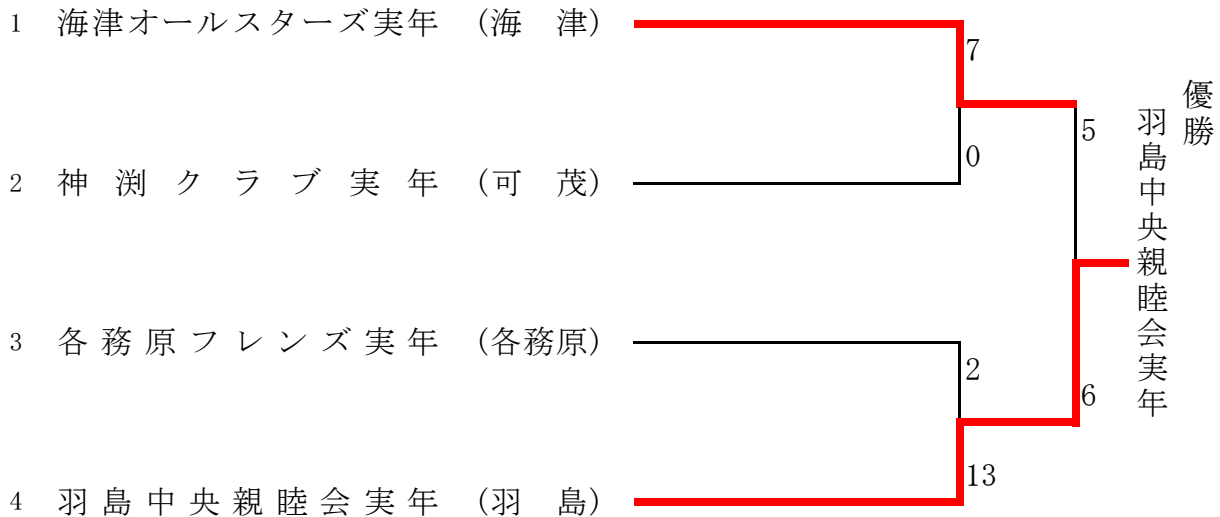 1 海津オールスターズ実年 (海 津)
7
0
2 神渕クラブ実年 (可 茂)
5
優勝
羽島中央親睦会実年
3 各務原フレンズ実年 (各務原)
2
6
13
4 羽島中央親睦会実年 (羽 島)